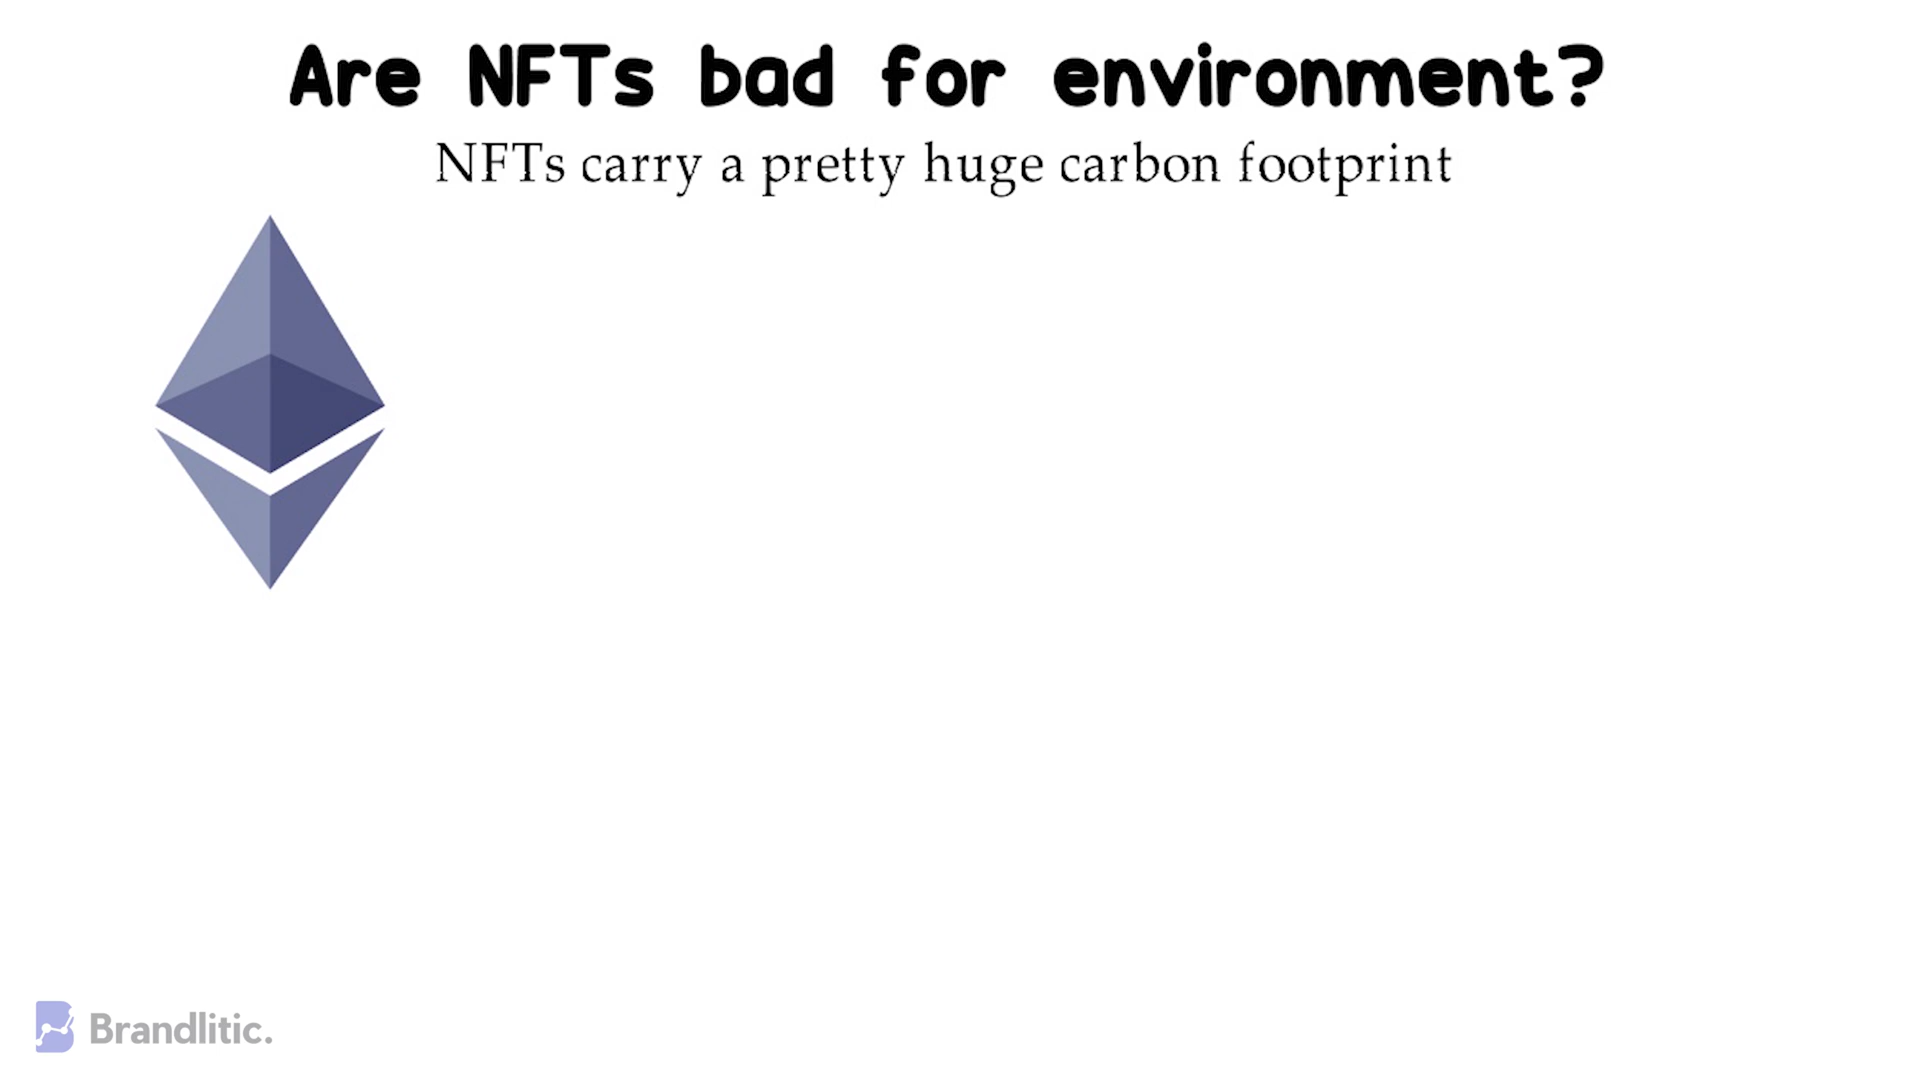 Are NFTs bad for environment?
NFTs carry a pretty huge carbon footprint
Brandlitic.